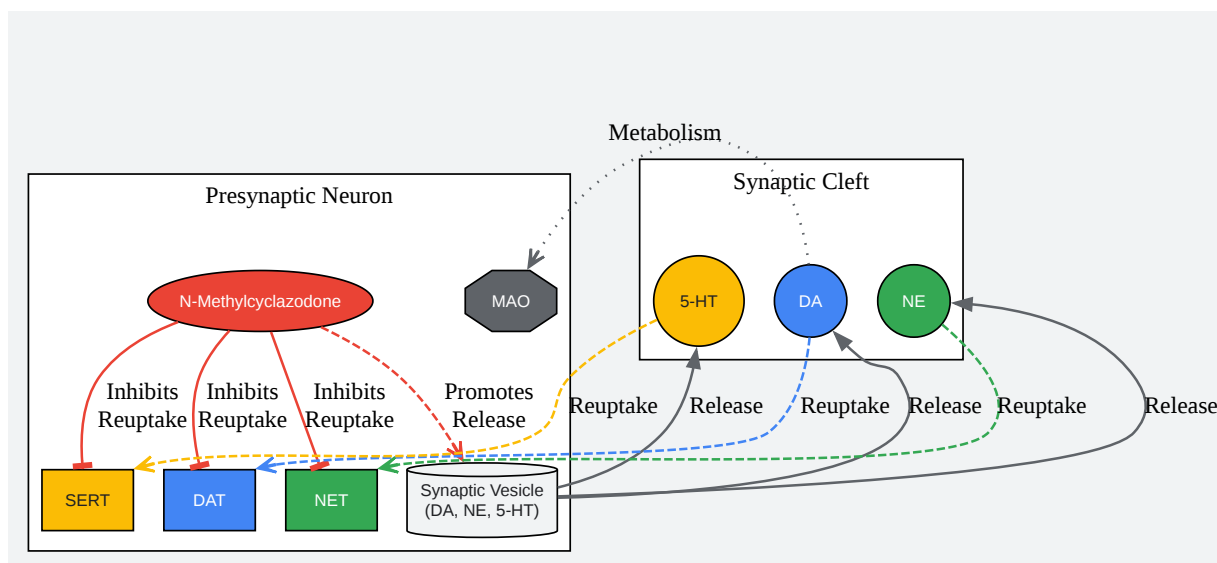 Metabolism
Presynaptic Neuron
Synaptic Cleft
N-Methylcyclazodone
MAO
5-HT
DA
NE
Inhibits
Reuptake
Inhibits
Reuptake
Inhibits
Reuptake
Promotes
Release
Reuptake
Release
Reuptake
Release
Reuptake
Release
SERT
DAT
NET
Synaptic Vesicle
(DA, NE, 5-HT)